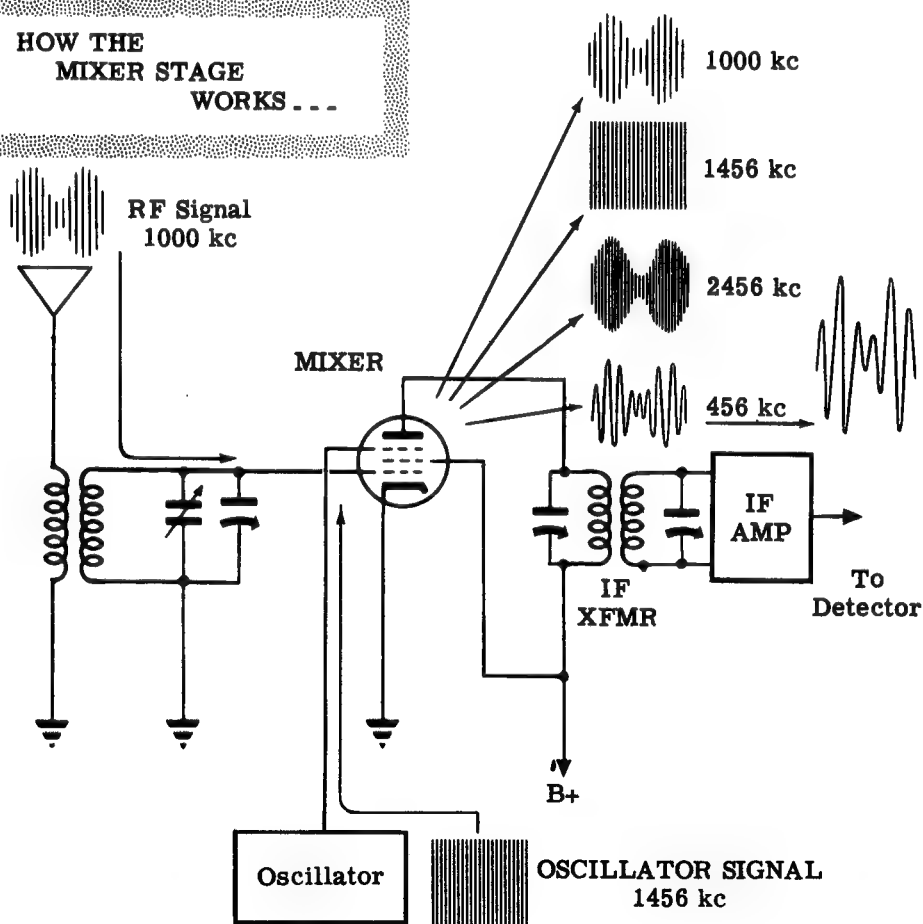 HOW THE
MIXER STAGE
WORKS...
1000 kc
1456 kc
RF Signal
1000 kc
2456 kc
MIXER
456 kc
IF
AMP
IF
XFMR
To
Detector
B+
Oscillator
OSCILLATOR SIGNAL
1456 kc